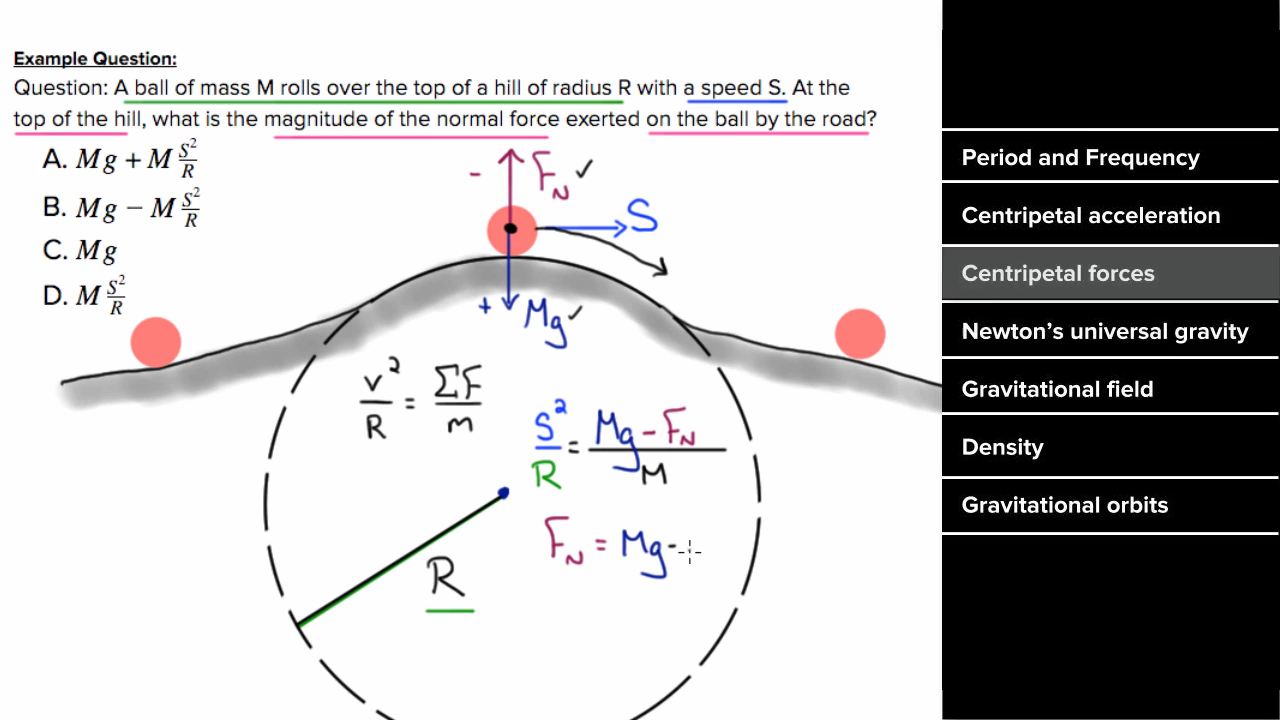 Example Question:
Question: A ball of mass M rolls over the top of a hill of radius R with a speed S. At the
top of the hill, what is the magnitude of the normal force exerted on the ball by the road?
A. Mg + M S²/R
B. Mg − M S²/R
C. Mg
D. M S²/R
- F_N ✓
S
+ Mg ✓
v²/R = ΣF/m
S²/R = Mg - F_N/M
F_N = Mg -
R
Period and Frequency
Centripetal acceleration
Centripetal forces
Newton’s universal gravity
Gravitational field
Density
Gravitational orbits